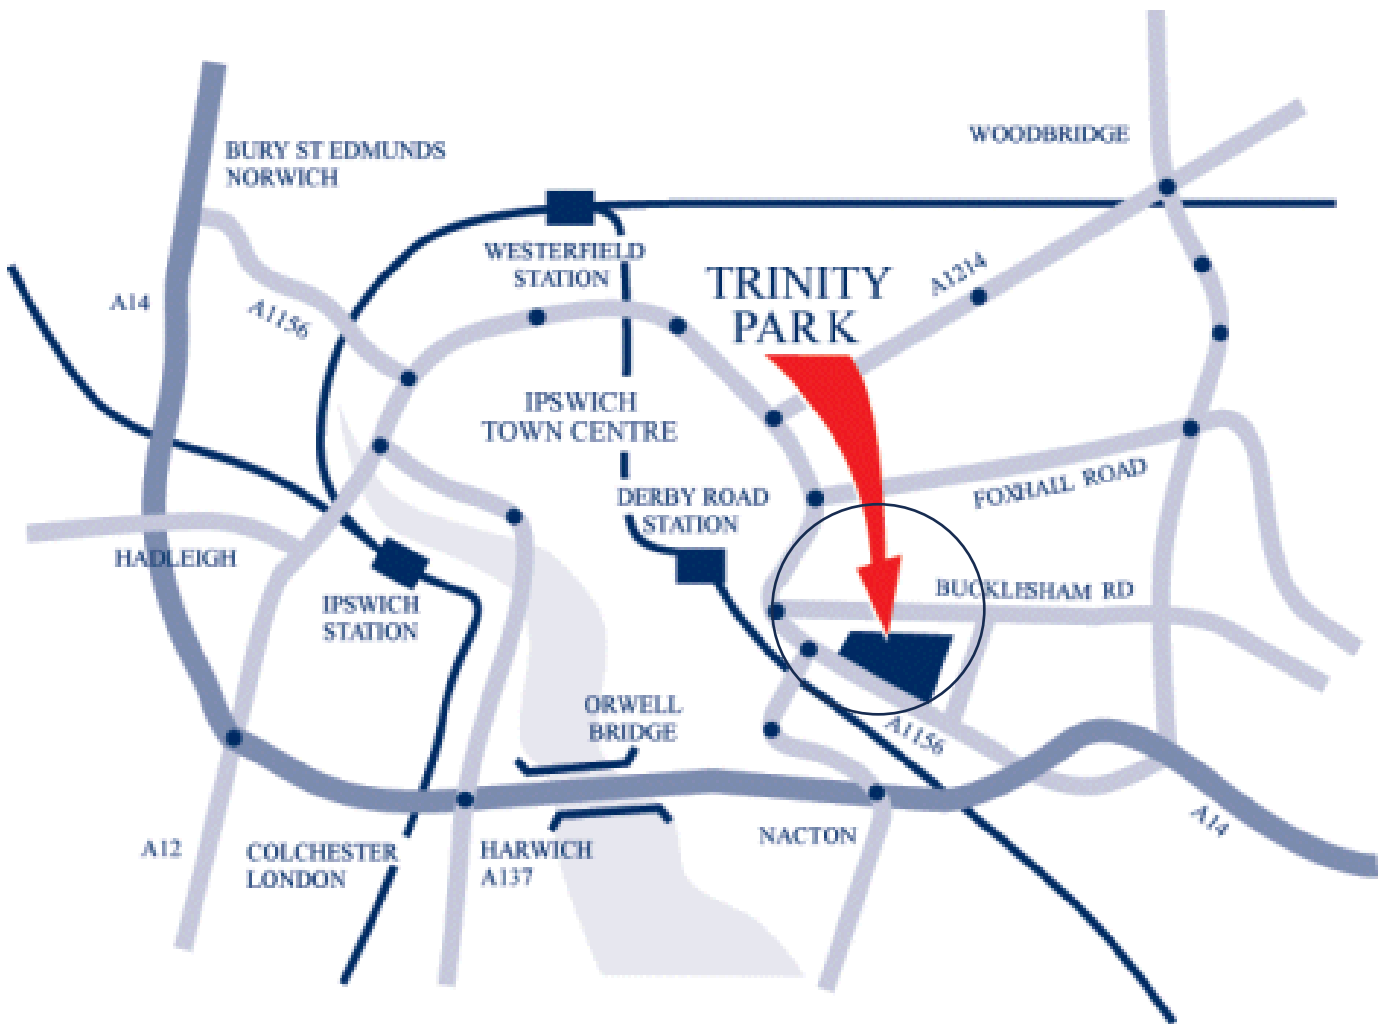 WOODBRIDGE
BURY ST EDMUNDS
NORWICH
WESTERFIELD
STATION
TRINITY
PARK
A1214
A14
A1156
IPSWICH
TOWN CENTRE
DERBY ROAD
STATION
FOXHALL ROAD
HADLEIGH
BUCKLESHAM RD
IPSWICH
STATION
ORWELL
BRIDGE
A1156
A14
NACTON
A12
COLCHESTER
LONDON
HARWICH
A137